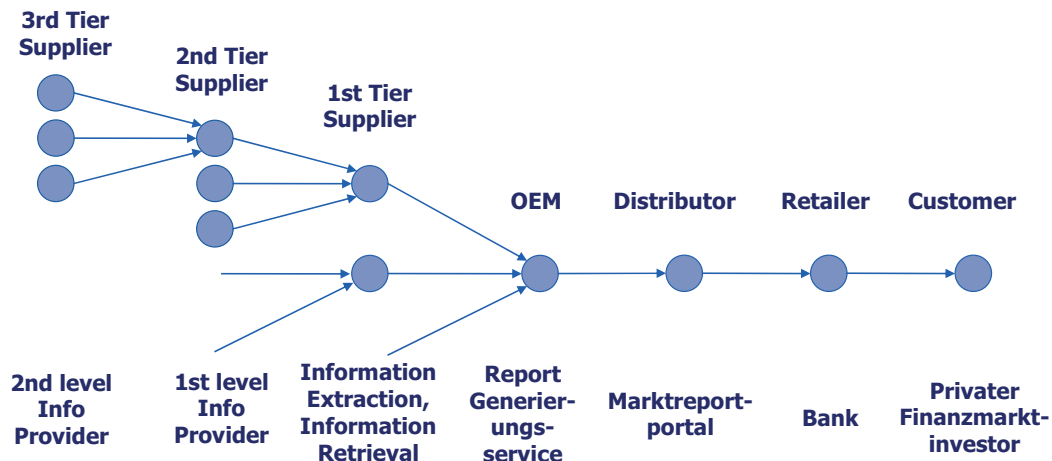 3rd Tier
Supplier
2nd Tier
Supplier
1st Tier
Supplier
OEM
Distributor
Retailer
Customer
2nd level
Info
Provider
1st level
Info
Provider
Information
Extraction,
Information
Retrieval
Report
Generier-
ungs-
service
Marktreport-
portal
Bank
Privater
Finanzmarkt-
investor